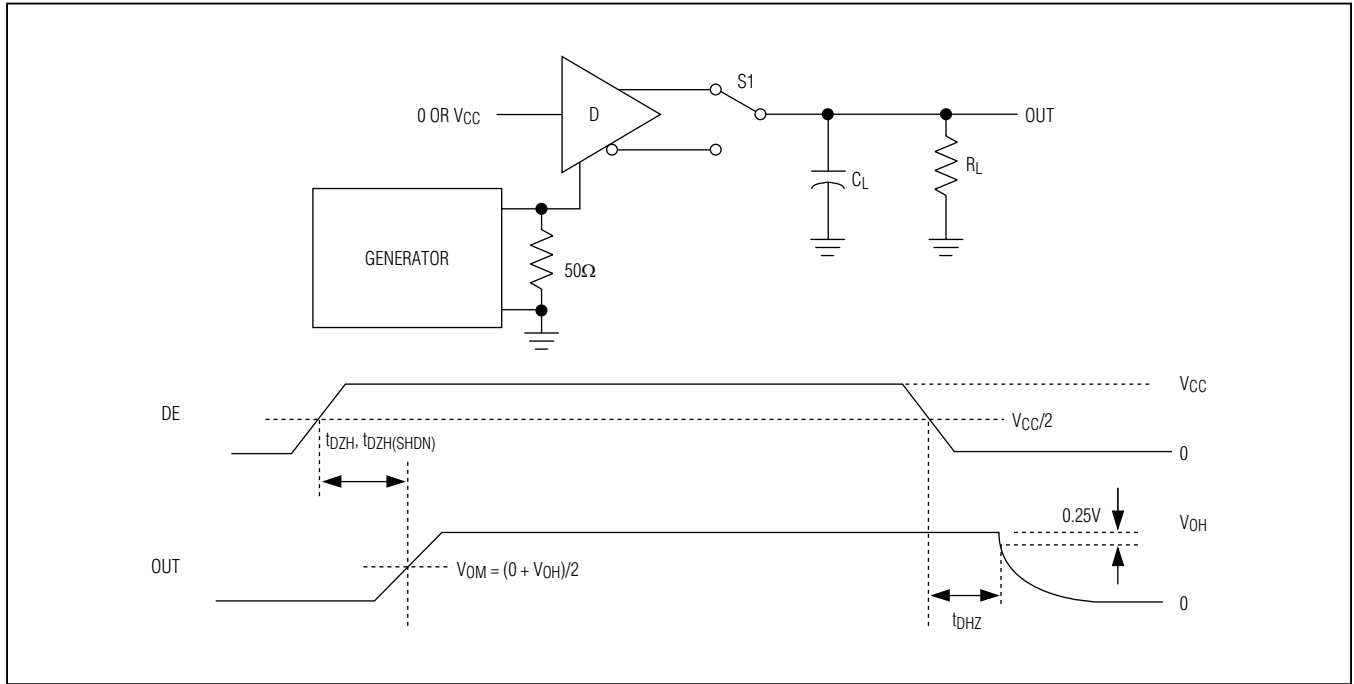 S1
0 OR VCC
D
OUT
RL
CL
GENERATOR
50Ω
VCC
DE
VCC/2
tDZH, tDZH(SHDN)
0
0.25V
VOH
OUT
VOM = (0 + VOH)/2
0
tDHZ